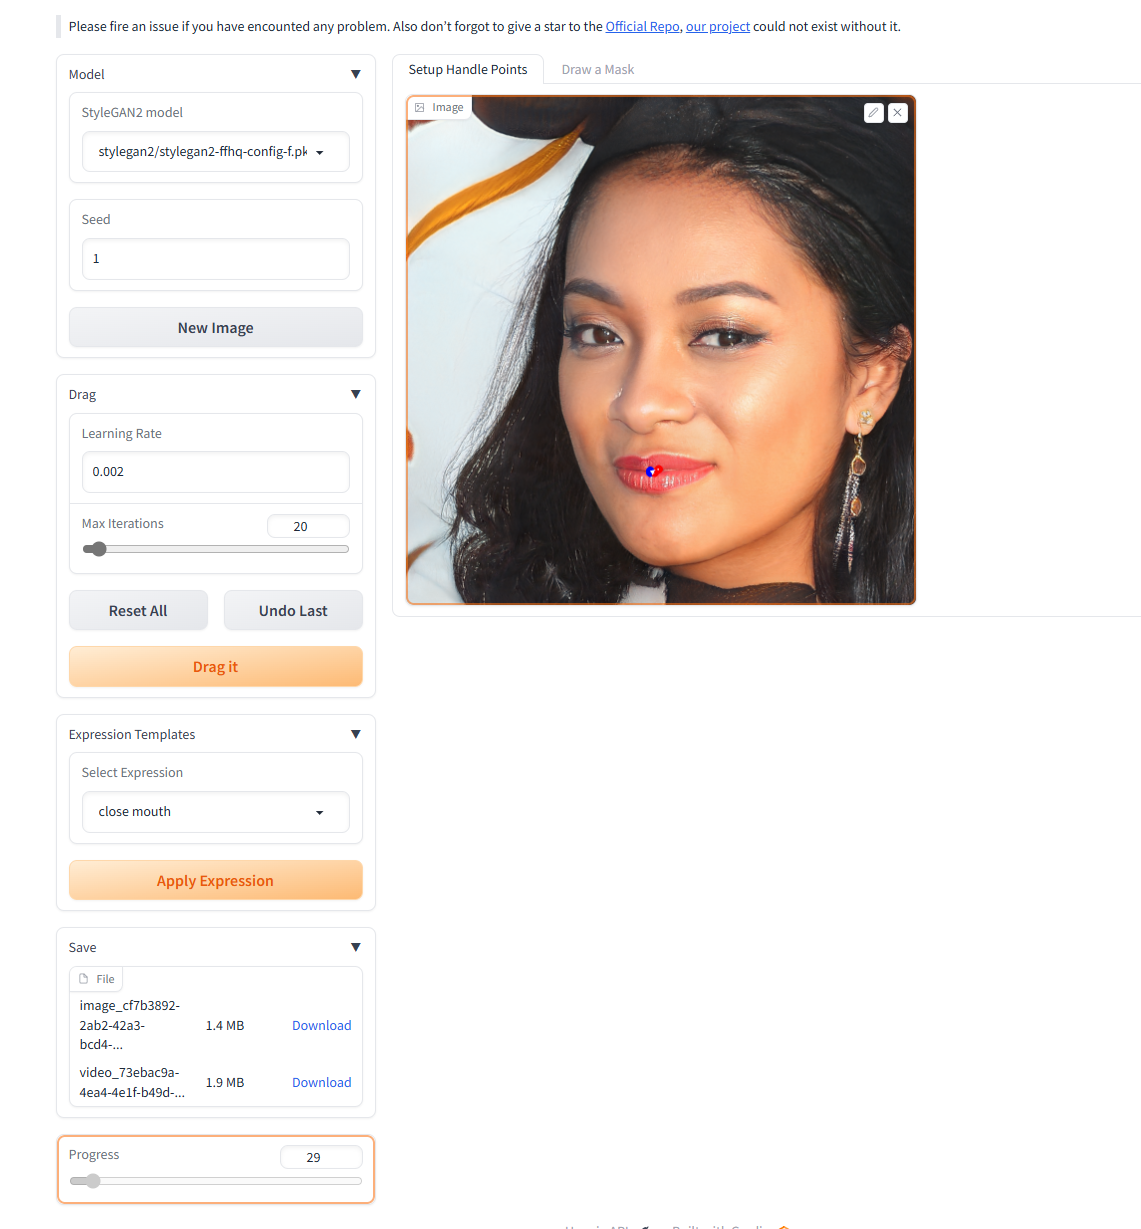 Please fire an issue if you have encounted any problem. Also don’t forgot to give a star to the Official Repo, our project could not exist without it.
Model
StyleGAN2 model
stylegan2/stylegan2-ffhq-config-f.pk
Seed
1
New Image
Drag
Learning Rate
0.002
Max Iterations
20
Reset All
Undo Last
Drag it
Expression Templates
Select Expression
close mouth
Apply Expression
Save
File
image_cf7b3892-
2ab2-42a3-
bcd4-...
1.4 MB
Download
video_73ebac9a-
4ea4-4e1f-b49d-...
1.9 MB
Download
Progress
29
Setup Handle Points
Draw a Mask
Image